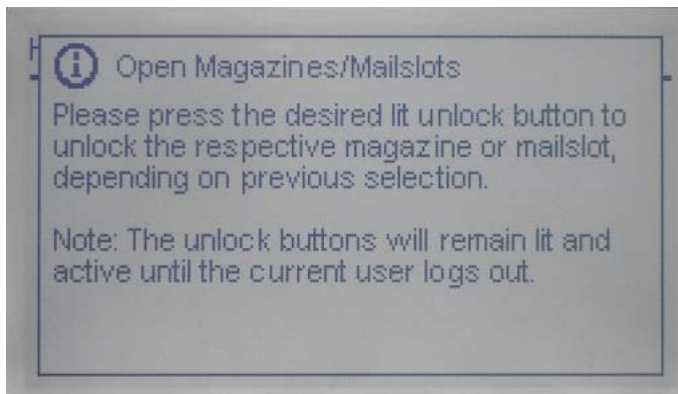 Open Magazines/Mailslots
Please press the desired lit unlock button to
unlock the respective magazine or mailslot,
depending on previous selection.
Note: The unlock buttons will remain lit and
active until the current user logs out.